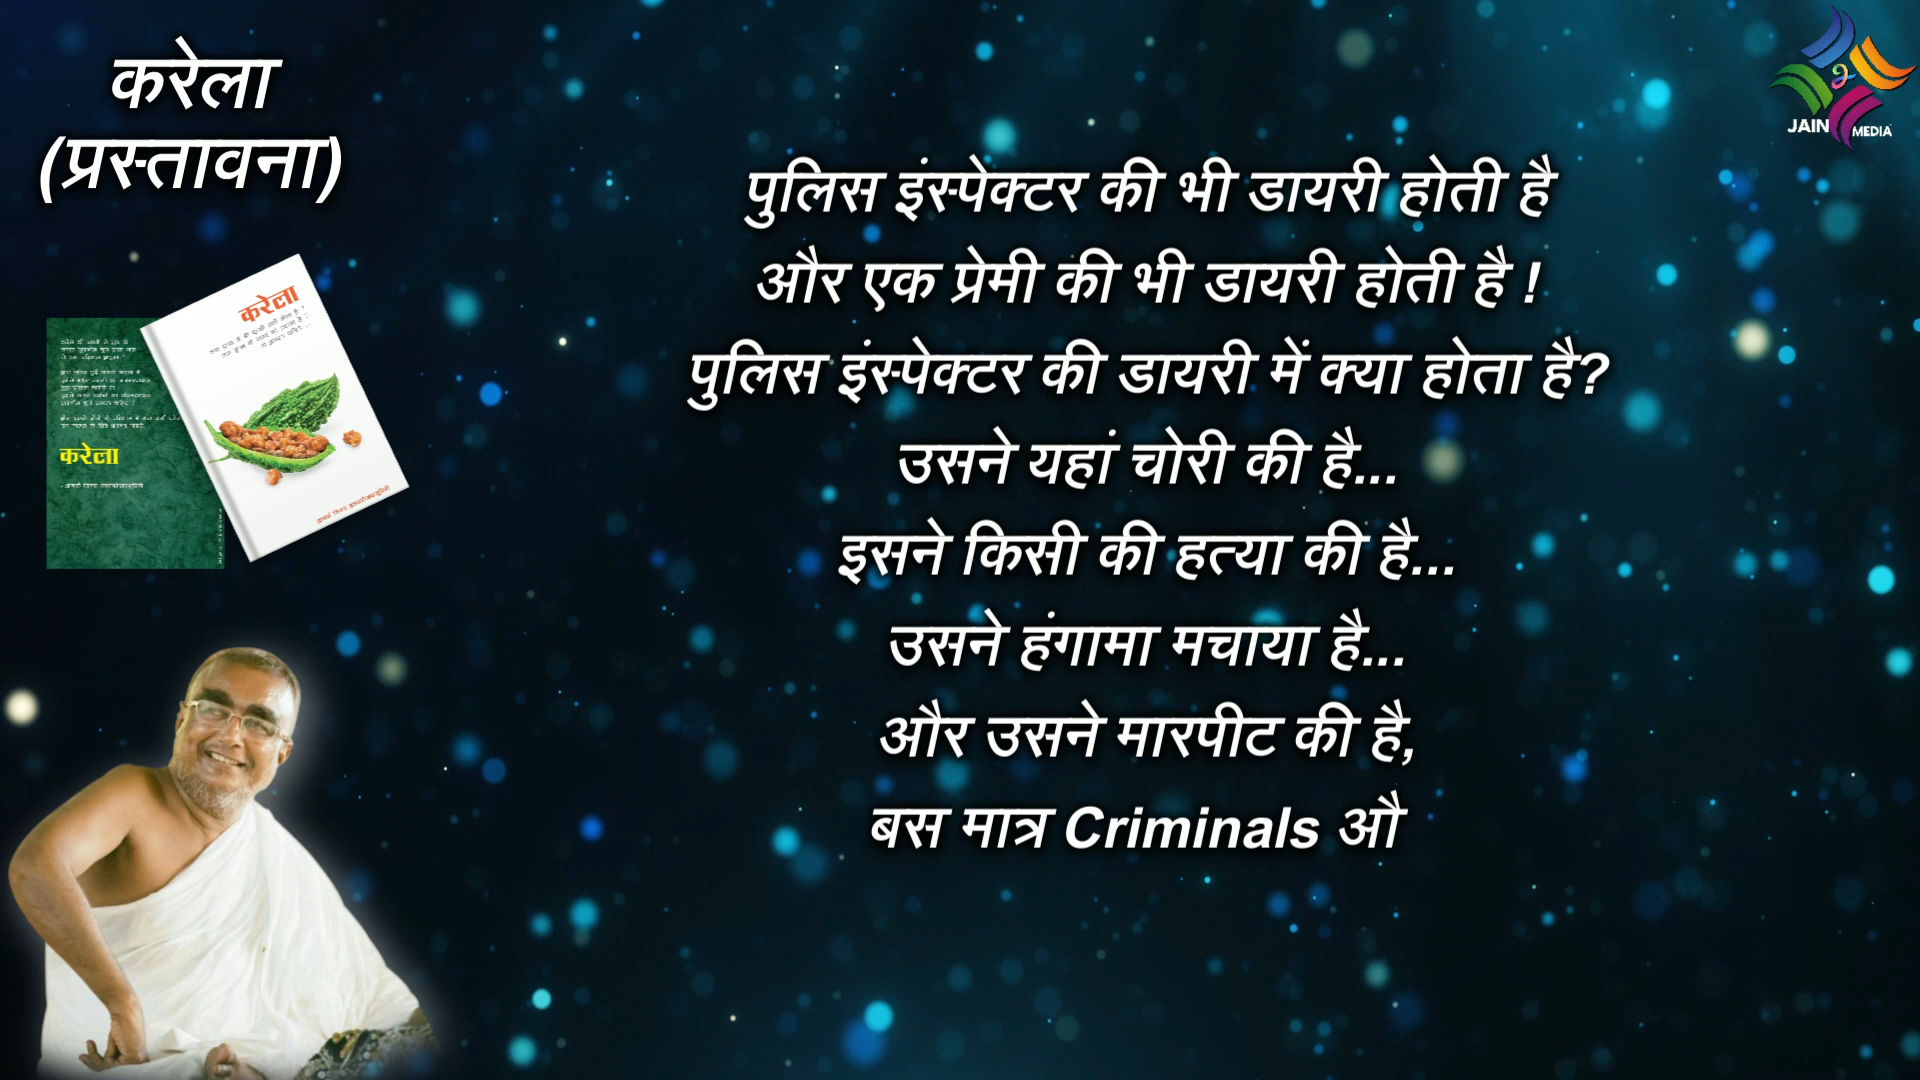 करेला
(प्रस्तावना)
JAIN MEDIA
पुलिस इंस्पेक्टर की भी डायरी होती है
और एक प्रेमी की भी डायरी होती है !
पुलिस इंस्पेक्टर की डायरी में क्या होता है?
उसने यहां चोरी की है...
इसने किसी की हत्या की है...
उसने हंगामा मचाया है...
और उसने मारपीट की है,
बस मात्र Criminals औ
करेला
करेला